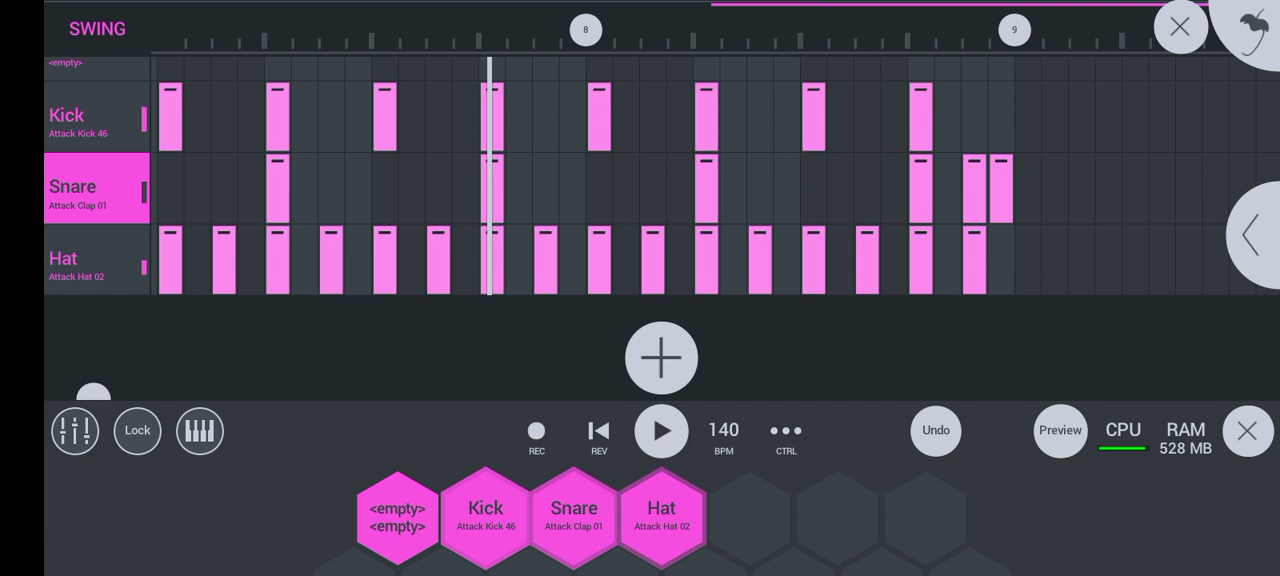 SWING
8
9
<empty>
Kick
Attack Kick 46
Snare
Attack Clap 01
Hat
Attack Hat 02
Lock
REC
REV
140
BPM
CTRL
Undo
Preview
CPU
RAM
528 MB
<empty>
<empty>
Kick
Attack Kick 46
Snare
Attack Clap 01
Hat
Attack Hat 02